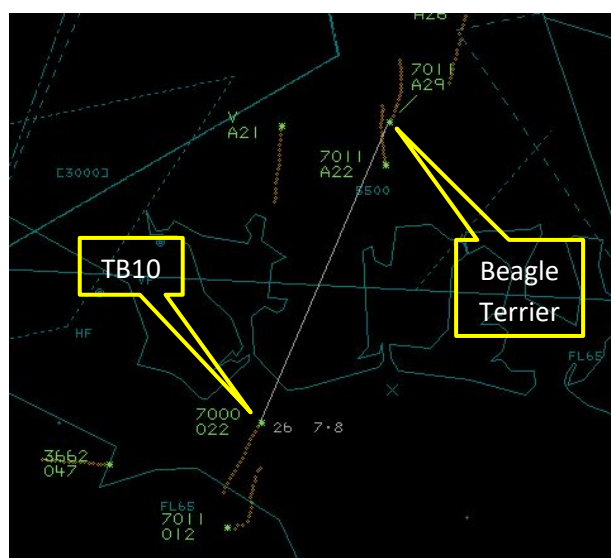 A28
7011
A29
V
A21
7011
A22
[3000]
5500
TB10
Beagle
Terrier
HF
FL65
7000
022
26 7·8
3662
047
FL65
7011
012